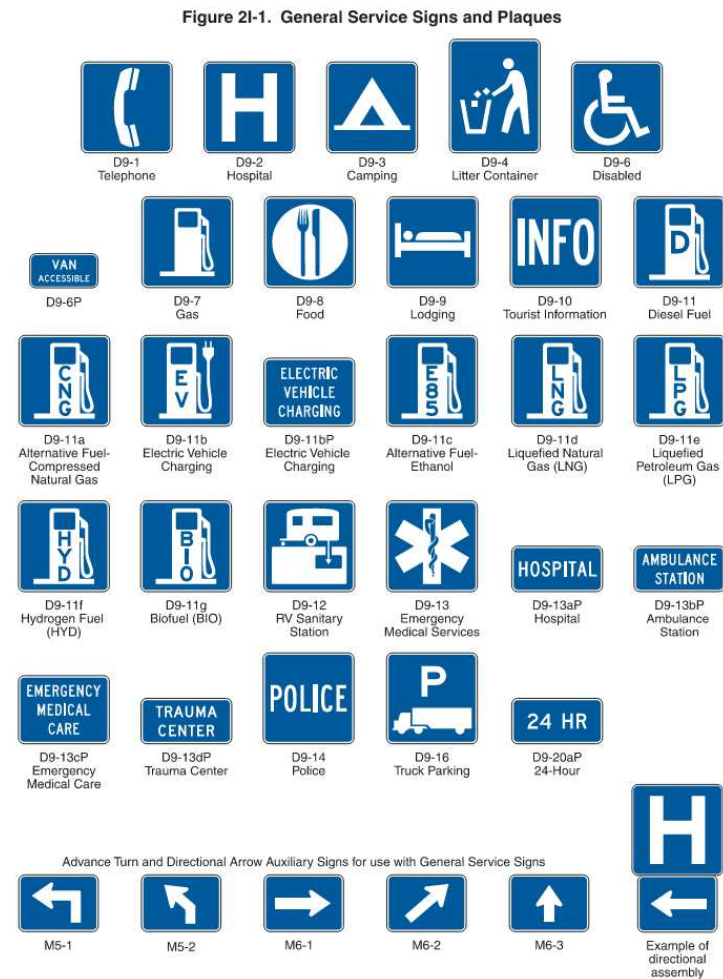 Figure 2I-1. General Service Signs and Plaques
H
D9-1
Telephone
D9-2
Hospital
D9-3
Camping
D9-4
Litter Container
D9-6
Disabled
VAN
ACCESSIBLE
D9-6P
D9-7
Gas
D9-8
Food
D9-9
Lodging
INFO
D9-10
Tourist Information
D
D9-11
Diesel Fuel
CNG
D9-11a
Alternative Fuel-
Compressed
Natural Gas
EV
D9-11b
Electric Vehicle
Charging
ELECTRIC
VEHICLE
CHARGING
D9-11bP
Electric Vehicle
Charging
E85
D9-11c
Alternative Fuel-
Ethanol
LNG
D9-11d
Liquefied Natural
Gas (LNG)
LPG
D9-11e
Liquefied
Petroleum Gas
(LPG)
HYD
D9-11f
Hydrogen Fuel
(HYD)
BIO
D9-11g
Biofuel (BIO)
D9-12
RV Sanitary
Station
D9-13
Emergency
Medical Services
HOSPITAL
D9-13aP
Hospital
AMBULANCE
STATION
D9-13bP
Ambulance
Station
EMERGENCY
MEDICAL
CARE
D9-13cP
Emergency
Medical Care
TRAUMA
CENTER
D9-13dP
Trauma Center
POLICE
D9-14
Police
P
D9-16
Truck Parking
24 HR
D9-20aP
24-Hour
Advance Turn and Directional Arrow Auxiliary Signs for use with General Service Signs
M5-1
M5-2
M6-1
M6-2
M6-3
H
Example of
directional
assembly